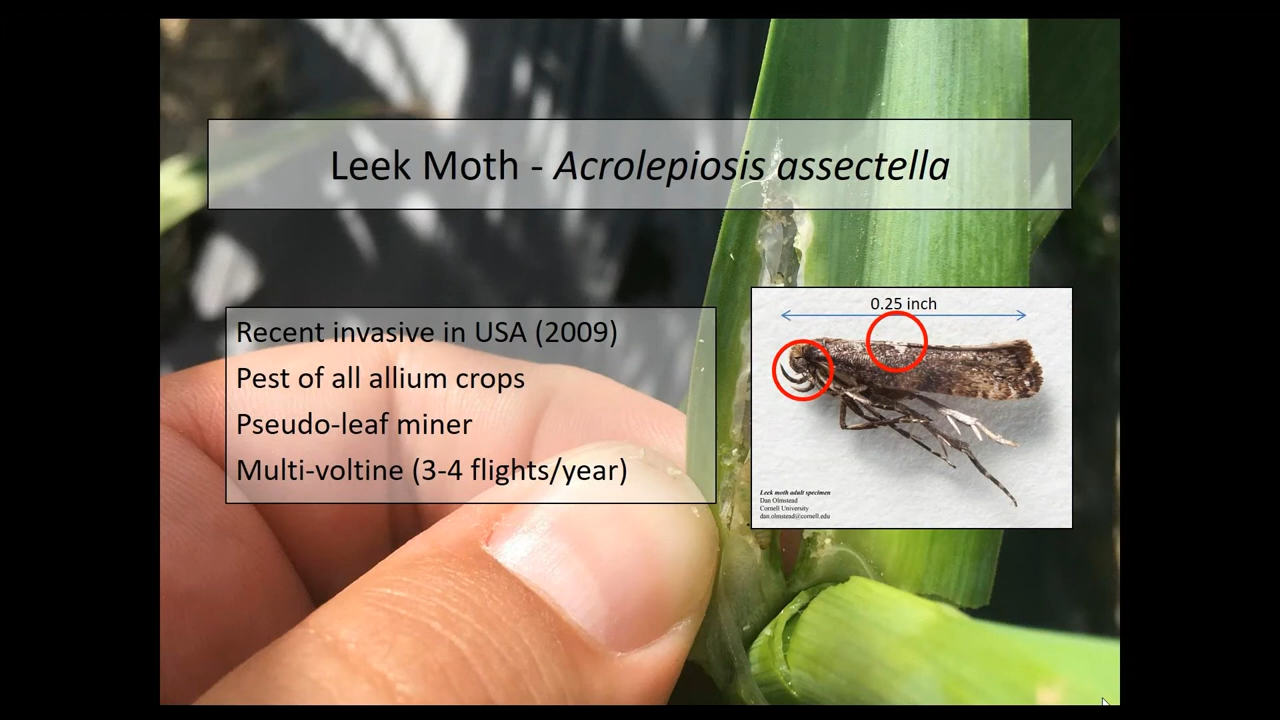 Leek Moth - Acrolepiosis assectella
Recent invasive in USA (2009)
Pest of all allium crops
Pseudo-leaf miner
Multi-voltine (3-4 flights/year)
0.25 inch
Leek moth adult specimen
Dan Olmstead
Cornell University
dan.olmstead@cornell.edu